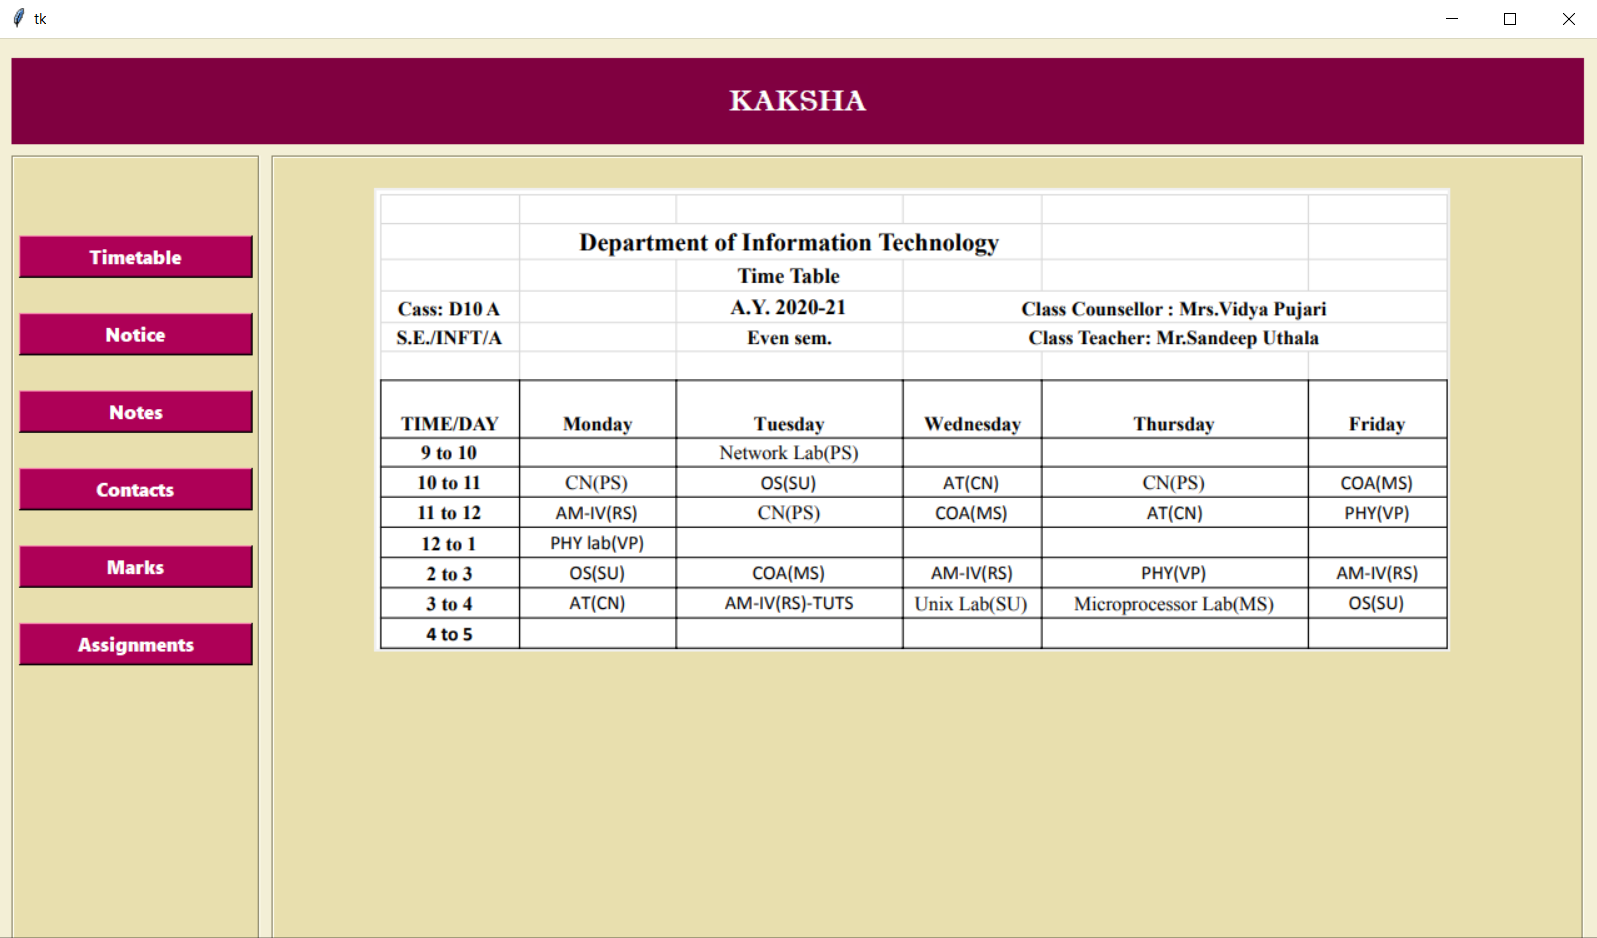 tk
KAKSHA
Timetable
Notice
Notes
Contacts
Marks
Assignments
Department of Information Technology
Time Table
Cass: D10 A A.Y. 2020-21 Class Counsellor : Mrs.Vidya Pujari
S.E./INFT/A Even sem. Class Teacher: Mr.Sandeep Uthala
TIME/DAY Monday Tuesday Wednesday Thursday Friday
9 to 10 Network Lab(PS)
10 to 11 CN(PS) OS(SU) AT(CN) CN(PS) COA(MS)
11 to 12 AM-IV(RS) CN(PS) COA(MS) AT(CN) PHY(VP)
12 to 1 PHY lab(VP)
2 to 3 OS(SU) COA(MS) AM-IV(RS) PHY(VP) AM-IV(RS)
3 to 4 AT(CN) AM-IV(RS)-TUTS Unix Lab(SU) Microprocessor Lab(MS) OS(SU)
4 to 5